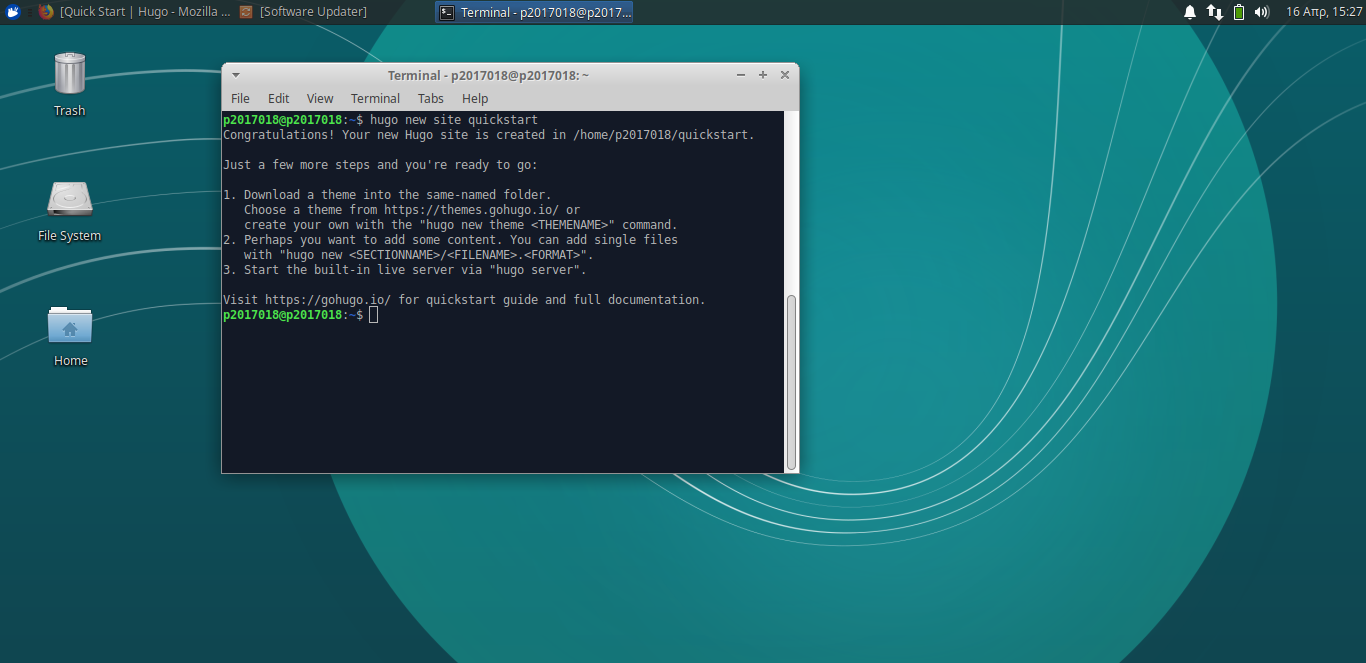 [Quick Start | Hugo - Mozilla ... [Software Updater] Terminal - p2017018@p2017... 16 Απρ, 15:27
Trash
File System
Home
Terminal - p2017018@p2017018: ~
File Edit View Terminal Tabs Help
p2017018@p2017018:~$ hugo new site quickstart
Congratulations! Your new Hugo site is created in /home/p2017018/quickstart.
Just a few more steps and you're ready to go:
1. Download a theme into the same-named folder.
Choose a theme from https://themes.gohugo.io/ or
create your own with the "hugo new theme <THEMENAME>" command.
2. Perhaps you want to add some content. You can add single files
with "hugo new <SECTIONNAME>/<FILENAME>.<FORMAT>".
3. Start the built-in live server via "hugo server".
Visit https://gohugo.io/ for quickstart guide and full documentation.
p2017018@p2017018:~$